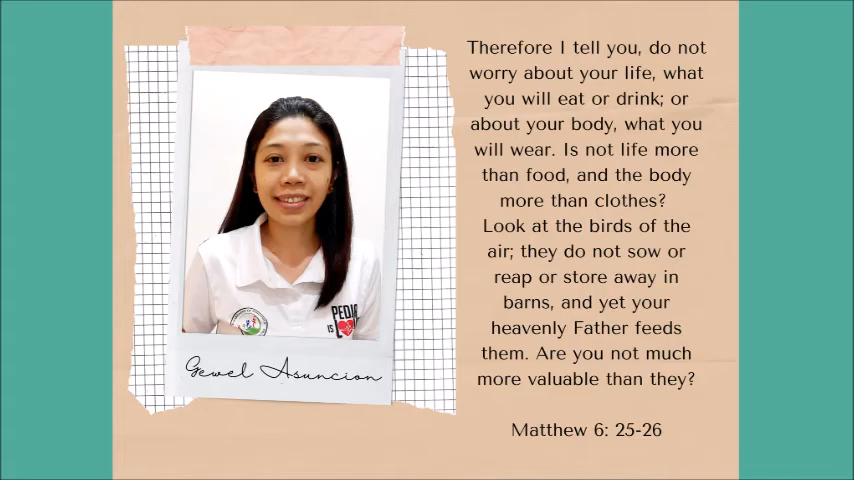 Therefore I tell you, do not
worry about your life, what
you will eat or drink; or
about your body, what you
will wear. Is not life more
than food, and the body
more than clothes?
Look at the birds of the
air; they do not sow or
reap or store away in
barns, and yet your
heavenly Father feeds
them. Are you not much
more valuable than they?
Matthew 6: 25-26
PEDIA
IS
Gewel Asuncion